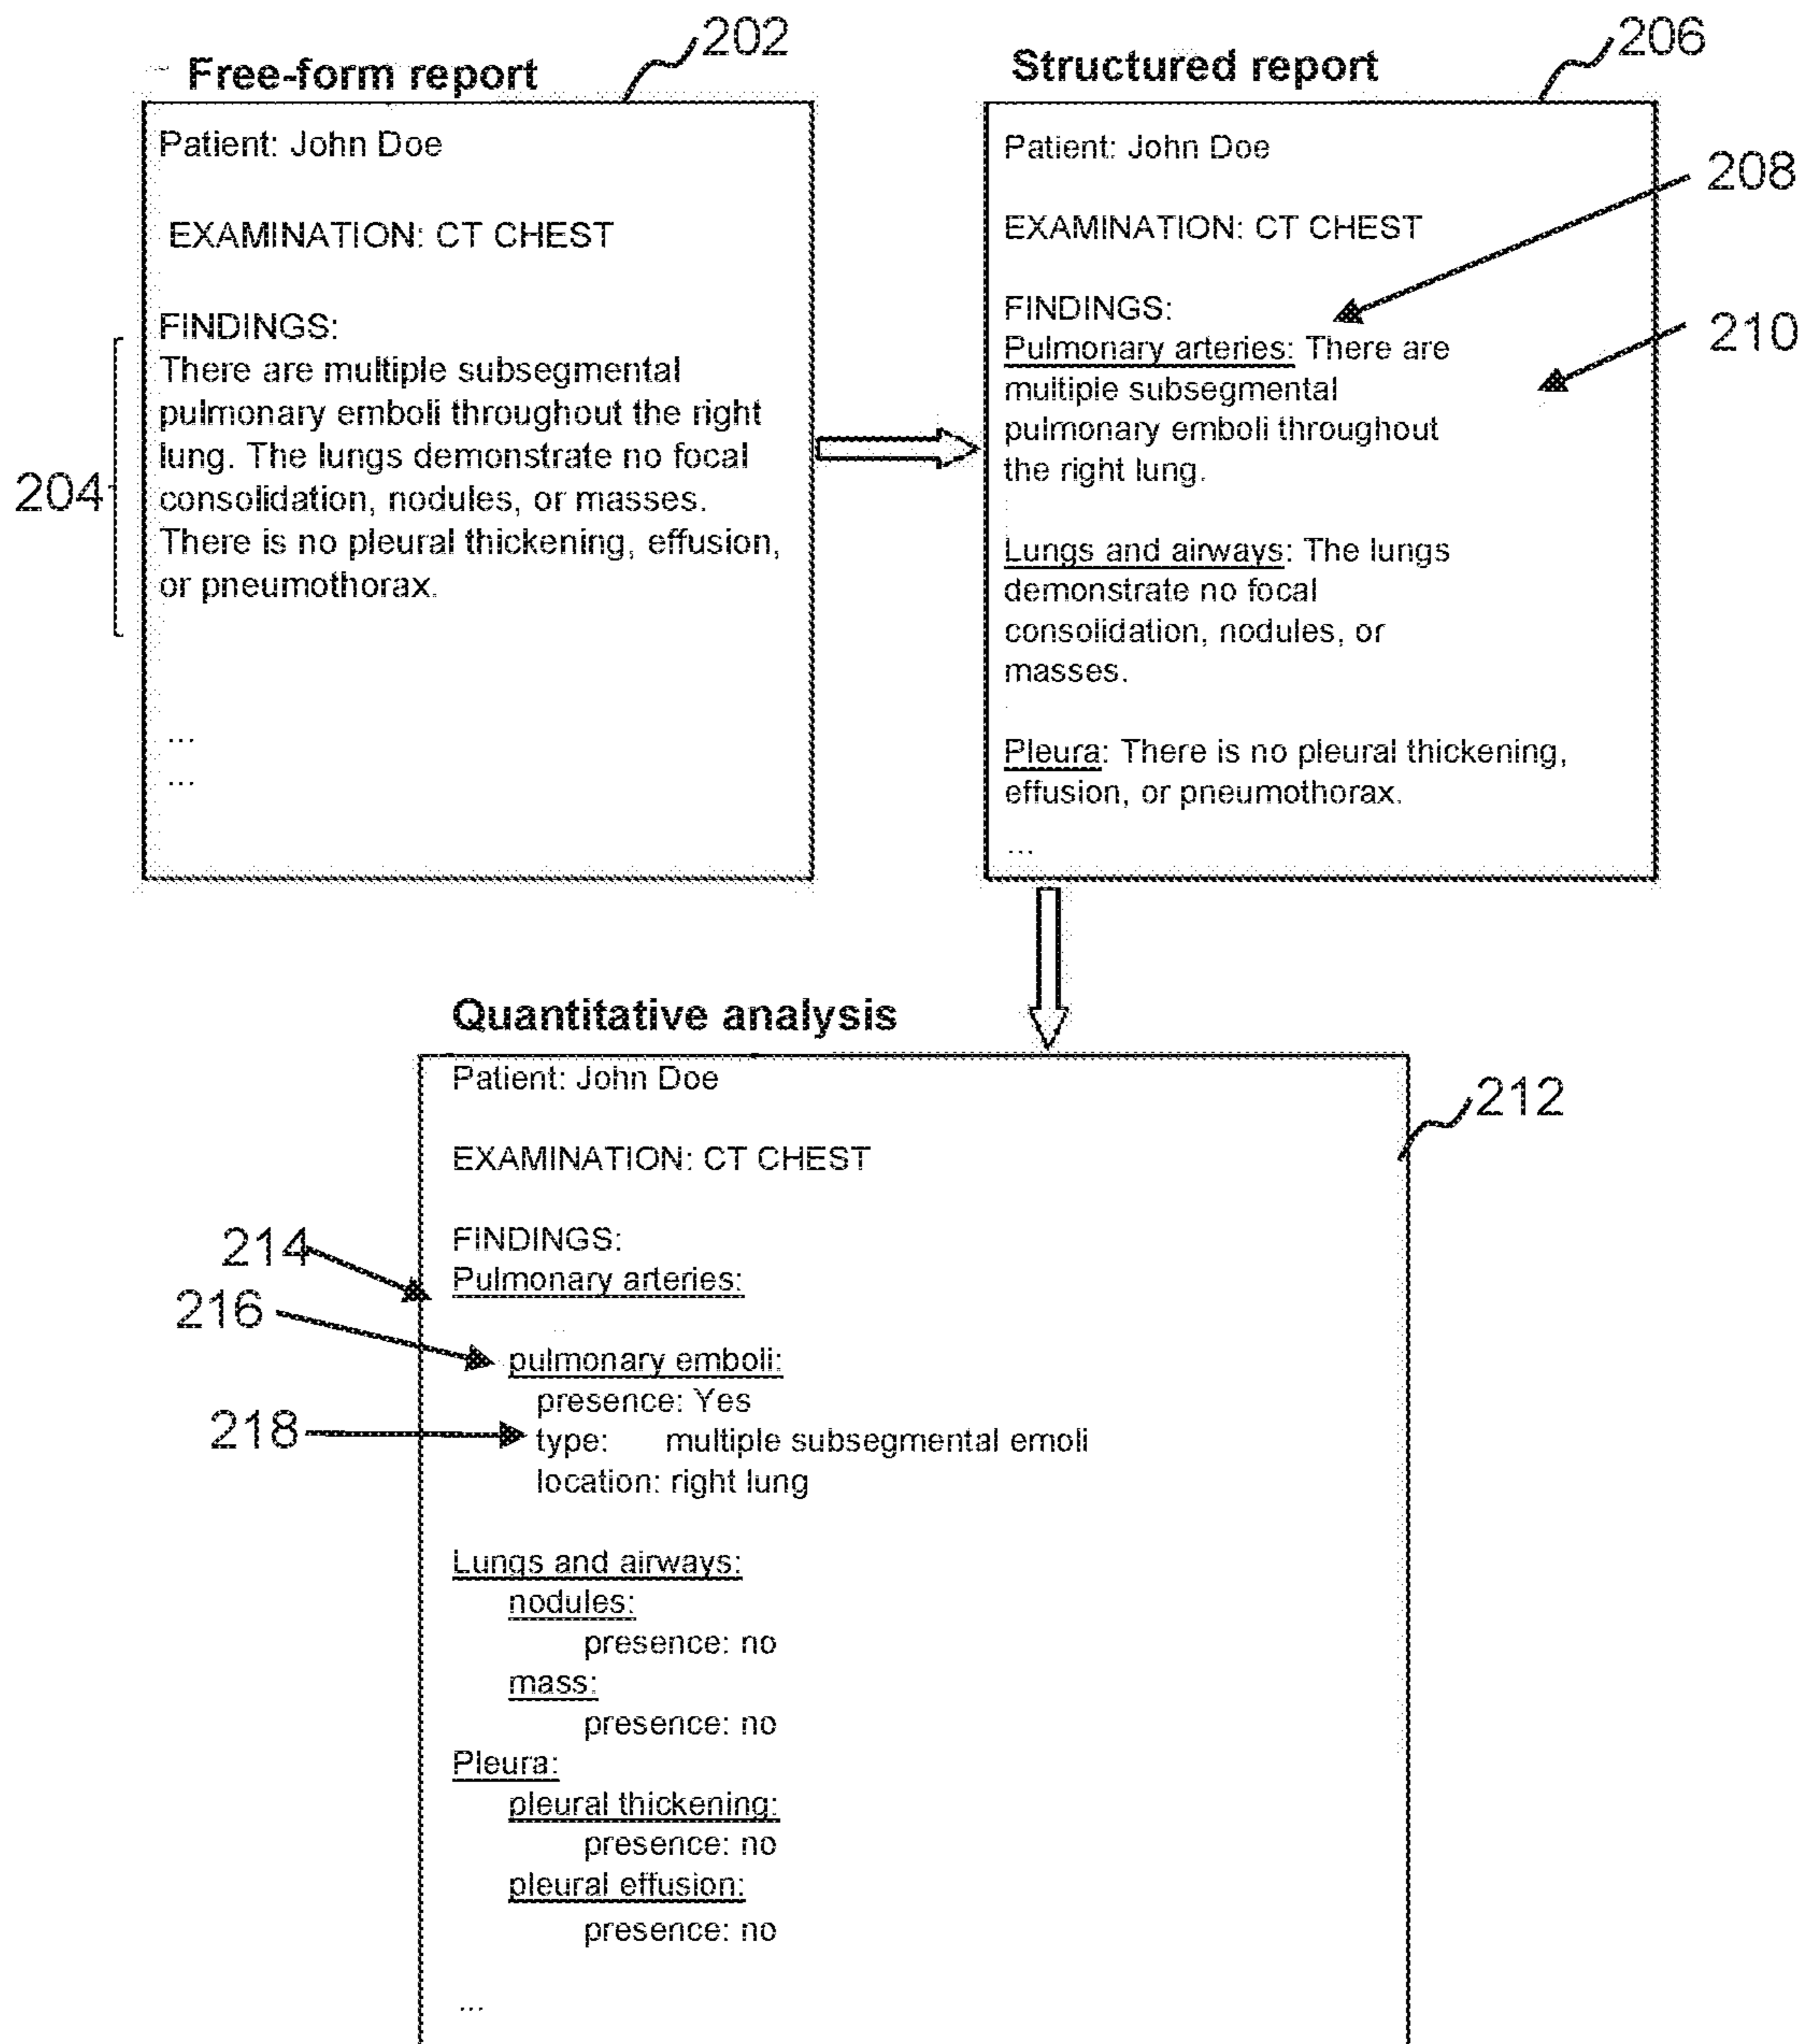 202
Free-form report
Patient: John Doe
EXAMINATION: CT CHEST
FINDINGS:
There are multiple subsegmental
pulmonary emboli throughout the right
lung. The lungs demonstrate no focal
consolidation, nodules, or masses.
There is no pleural thickening, effusion,
or pneumothorax.
...
...
204
206
Structured report
Patient: John Doe
208
EXAMINATION: CT CHEST
FINDINGS:
210
Pulmonary arteries: There are
multiple subsegmental
pulmonary emboli throughout
the right lung.
Lungs and airways: The lungs
demonstrate no focal
consolidation, nodules, or
masses.
Pleura: There is no pleural thickening,
effusion, or pneumothorax.
...
Quantitative analysis
212
Patient: John Doe
EXAMINATION: CT CHEST
FINDINGS:
214
Pulmonary arteries:
216
pulmonary emboli:
presence: Yes
218
type: multiple subsegmental emoli
location: right lung
Lungs and airways:
nodules:
presence: no
mass:
presence: no
Pleura:
pleural thickening:
presence: no
pleural effusion:
presence: no
...